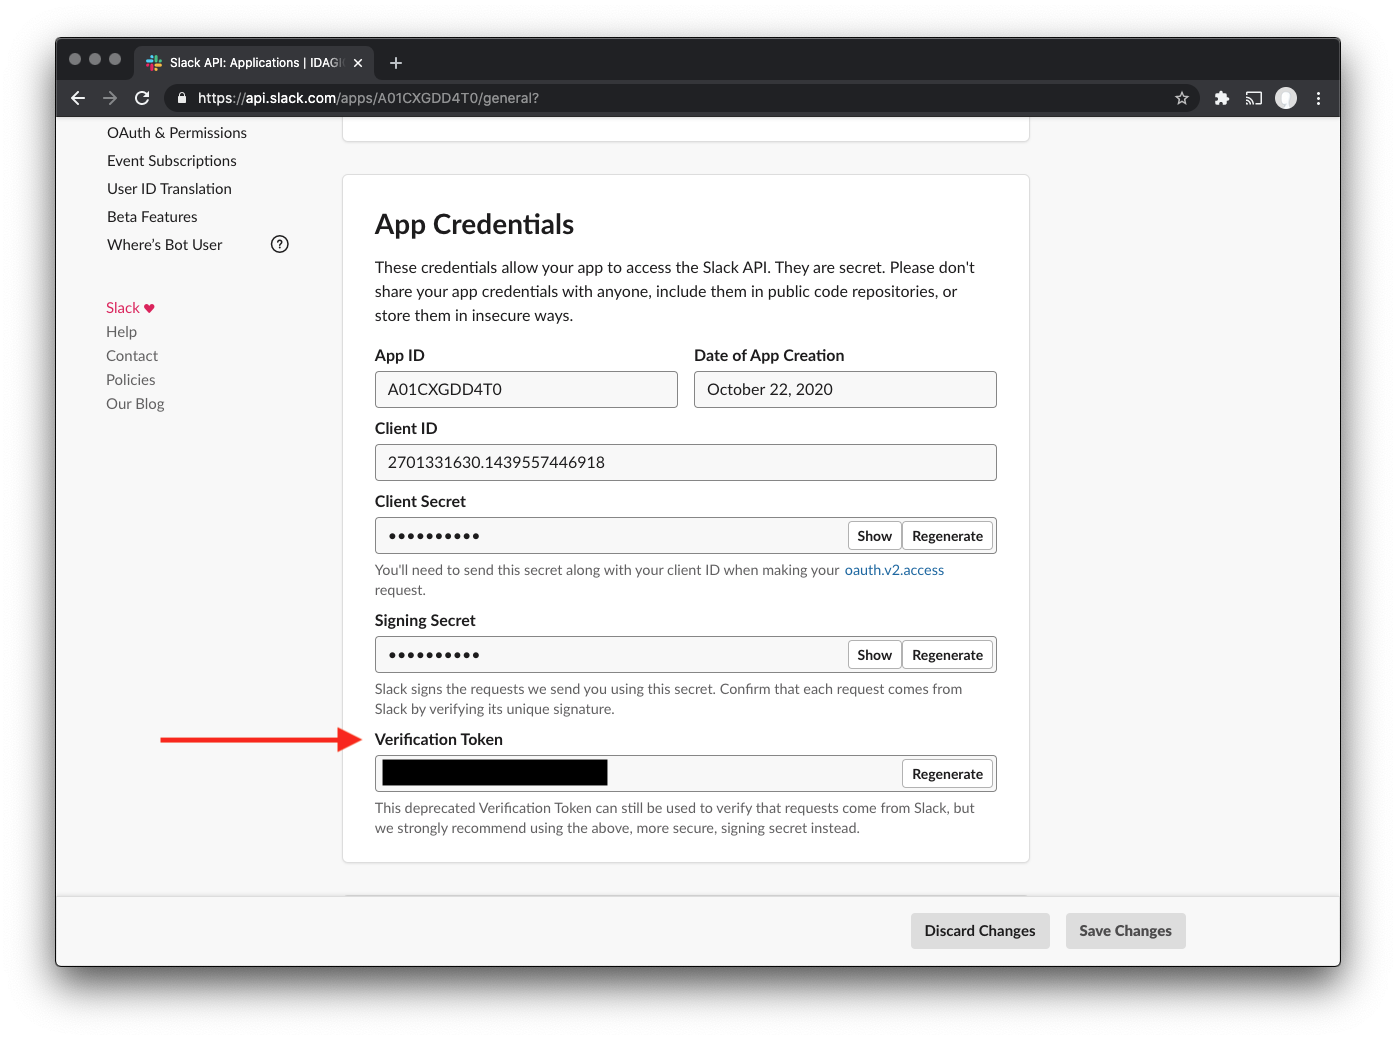 Slack API: Applications | IDAGI
https://api.slack.com/apps/A01CXGDD4T0/general?
OAuth & Permissions
Event Subscriptions
User ID Translation
Beta Features
Where's Bot User
?
Slack ♥
Help
Contact
Policies
Our Blog
App Credentials
These credentials allow your app to access the Slack API. They are secret. Please don't
share your app credentials with anyone, include them in public code repositories, or
store them in insecure ways.
App ID
Date of App Creation
A01CXGDD4T0
October 22, 2020
Client ID
2701331630.1439557446918
Client Secret
••••••••••
Show
Regenerate
You'll need to send this secret along with your client ID when making your oauth.v2.access
request.
Signing Secret
••••••••••
Show
Regenerate
Slack signs the requests we send you using this secret. Confirm that each request comes from
Slack by verifying its unique signature.
Verification Token
Regenerate
This deprecated Verification Token can still be used to verify that requests come from Slack, but
we strongly recommend using the above, more secure, signing secret instead.
Discard Changes
Save Changes